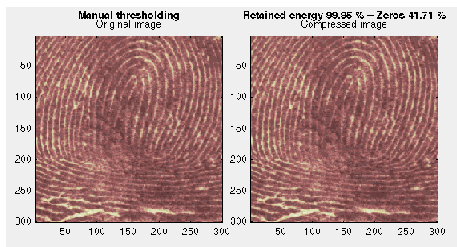 Manual thresholding
Original image
50
100
150
200
250
300
50 100 150 200 250 300
Retained energy 99.95 % – Zeros 41.71 %
Compressed image
50
100
150
200
250
300
50 100 150 200 250 300